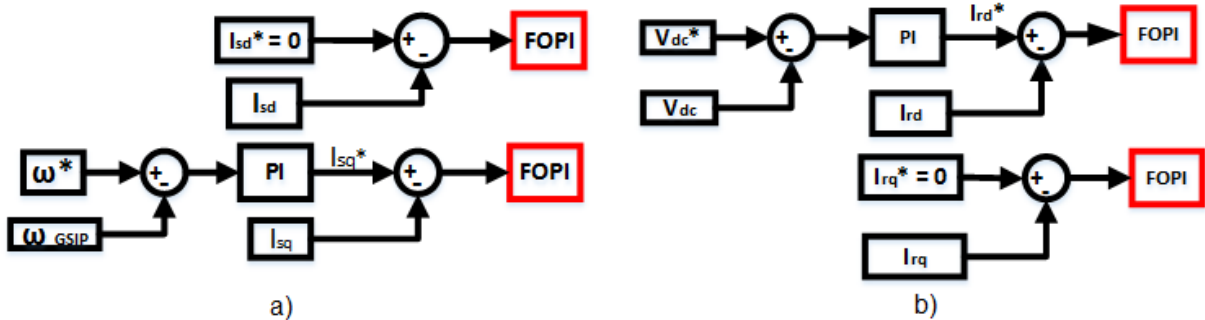 Isd* = 0
+
-
FOPI
Isd
ω*
+
-
PI
Isq*
+
-
FOPI
ω GSIP
Isq
a)
Vdc*
+
-
PI
Ird*
+
-
FOPI
Vdc
Ird
Irq* = 0
+
-
FOPI
Irq
b)